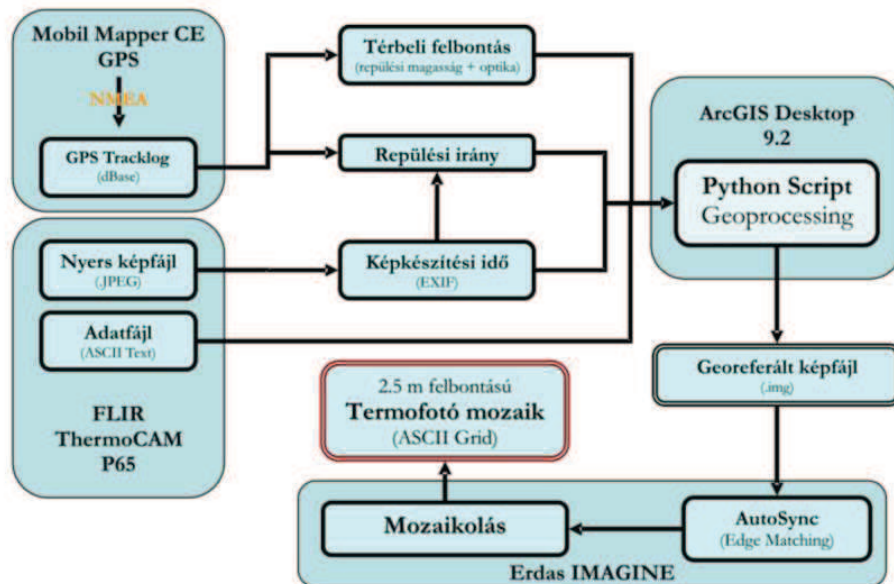 Mobil Mapper CE
GPS
NMEA
GPS Tracklog
(dBase)
Térbeli felbontás
(repülési magasság + optika)
Repülési irány
Nyers képfájl
(.JPEG)
Képkészítési idő
(EXIF)
Adatfájl
(ASCII Text)
FLIR
ThermoCAM
P65
ArcGIS Desktop
9.2
Python Script
Geoprocessing
Georeferált képfájl
(.img)
2.5 m felbontású
Termofotó mozaik
(ASCII Grid)
Mozaikolás
AutoSync
(Edge Matching)
Erdas IMAGINE